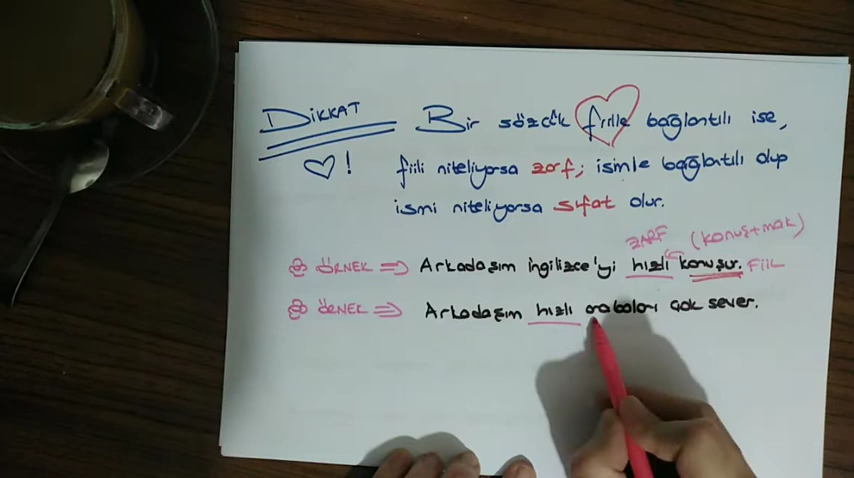 DİKKAT Bir sözcük fiille bağlantılı ise,
! fiili niteliyorsa zarf; isimle bağlantılı olup
ismi niteliyorsa sıfat olur.
ZARF (konuş+mak)
ÖRNEK ⇒ Arkadaşım ingilizce'yi hızlı konuşur. FİİL
ÖRNEK ⇒ Arkadaşım hızlı arabaları çok sever.